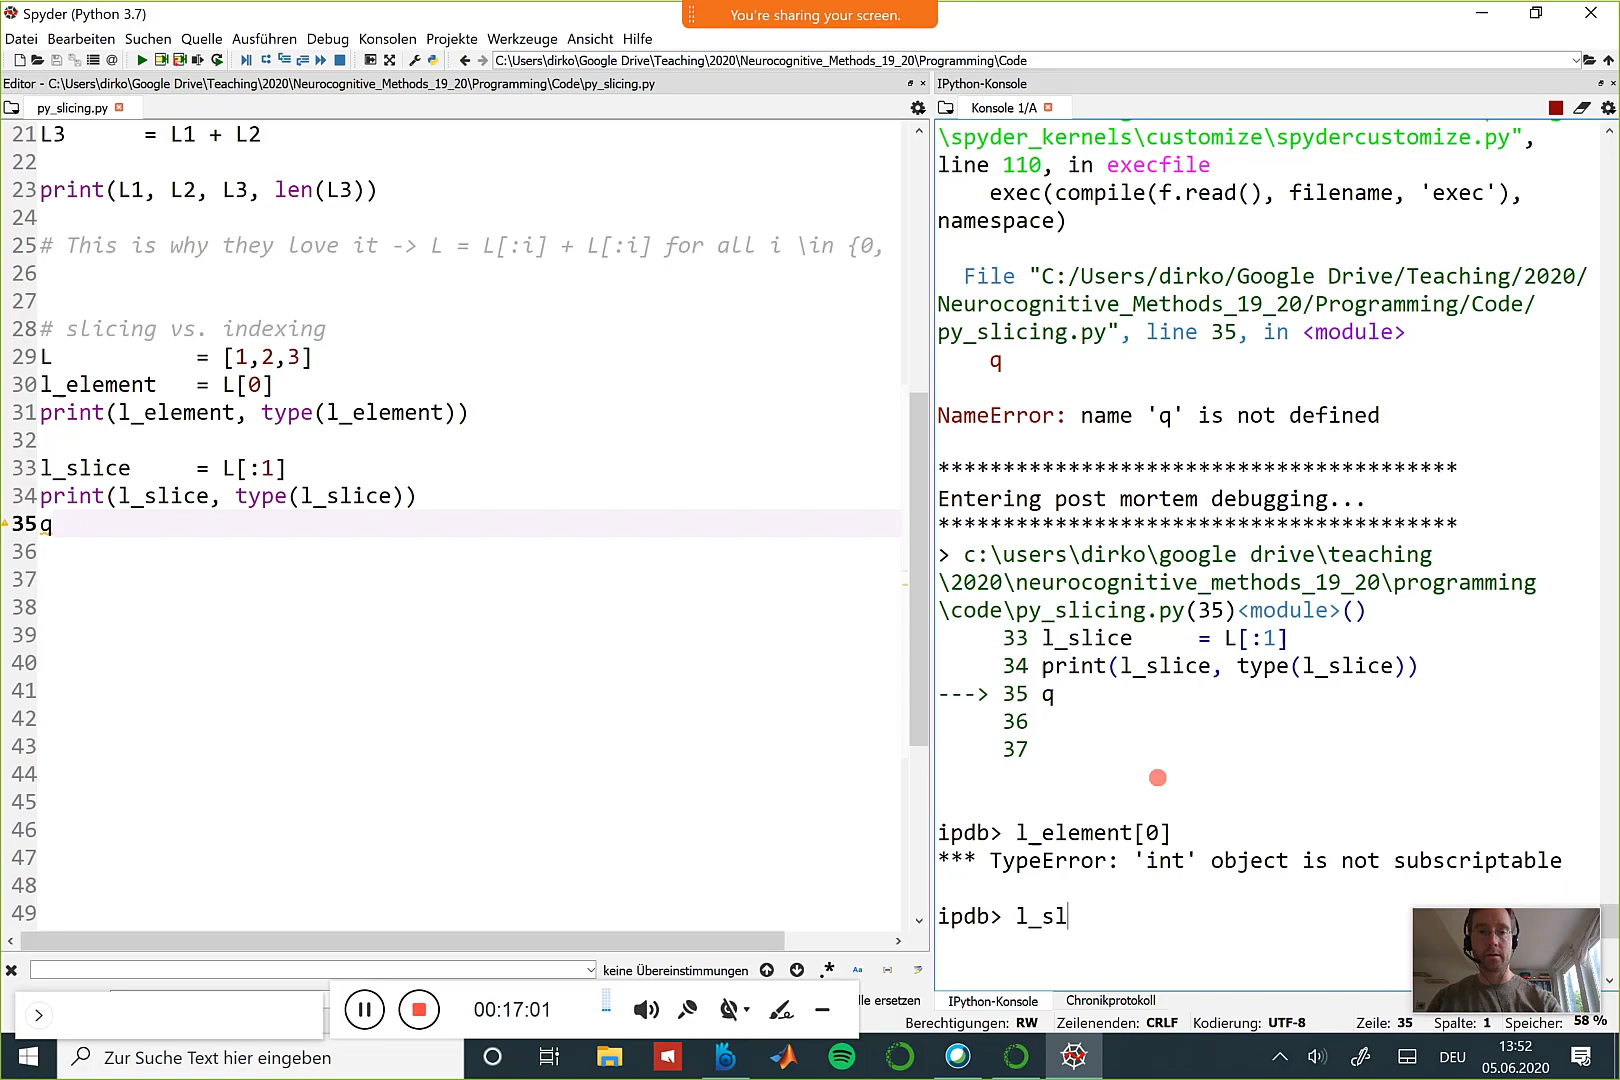 Spyder (Python 3.7)
You're sharing your screen.
Datei Bearbeiten Suchen Quelle Ausführen Debug Konsolen Projekte Werkzeuge Ansicht Hilfe
C:\Users\dirko\Google Drive\Teaching\2020\Neurocognitive_Methods_19_20\Programming\Code
Editor - C:\Users\dirko\Google Drive\Teaching\2020\Neurocognitive_Methods_19_20\Programming\Code\py_slicing.py
py_slicing.py
21 L3 = L1 + L2
22
23 print(L1, L2, L3, len(L3))
24
25 # This is why they love it -> L = L[:i] + L[:i] for all i \in {0,
26
27
28 # slicing vs. indexing
29 L = [1,2,3]
30 l_element = L[0]
31 print(l_element, type(l_element))
32
33 l_slice = L[:1]
34 print(l_slice, type(l_slice))
35 q
36
37
38
39
40
41
42
43
44
45
46
47
48
49
keine Übereinstimmungen
Aa
le ersetzen
00:17:01
IPython-Konsole
Konsole 1/A
\spyder_kernels\customize\spydercustomize.py",
line 110, in execfile
exec(compile(f.read(), filename, 'exec'),
namespace)
File "C:/Users/dirko/Google Drive/Teaching/2020/
Neurocognitive_Methods_19_20/Programming/Code/
py_slicing.py", line 35, in <module>
q
NameError: name 'q' is not defined
****************************************
Entering post mortem debugging...
****************************************
> c:\users\dirko\google drive\teaching
\2020\neurocognitive_methods_19_20\programming
\code\py_slicing.py(35)<module>()
33 l_slice = L[:1]
34 print(l_slice, type(l_slice))
---> 35 q
36
37
ipdb> l_element[0]
*** TypeError: 'int' object is not subscriptable
ipdb> l_sl
IPython-Konsole Chronikprotokoll
Berechtigungen: RW Zeilenenden: CRLF Kodierung: UTF-8 Zeile: 35 Spalte: 1 Speicher: 58 %
Zur Suche Text hier eingeben
DEU
13:52
05.06.2020